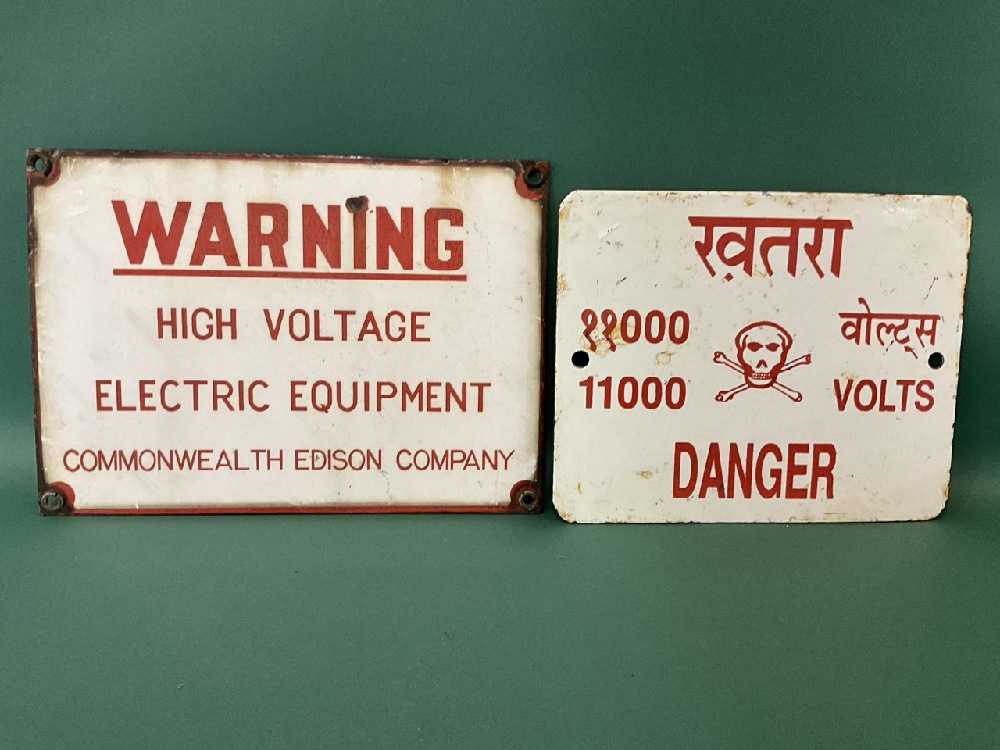 WARNING
HIGH VOLTAGE
ELECTRIC EQUIPMENT
COMMONWEALTH EDISON COMPANY
ख़तरा
११000 वोल्ट्स
11000 VOLTS
DANGER